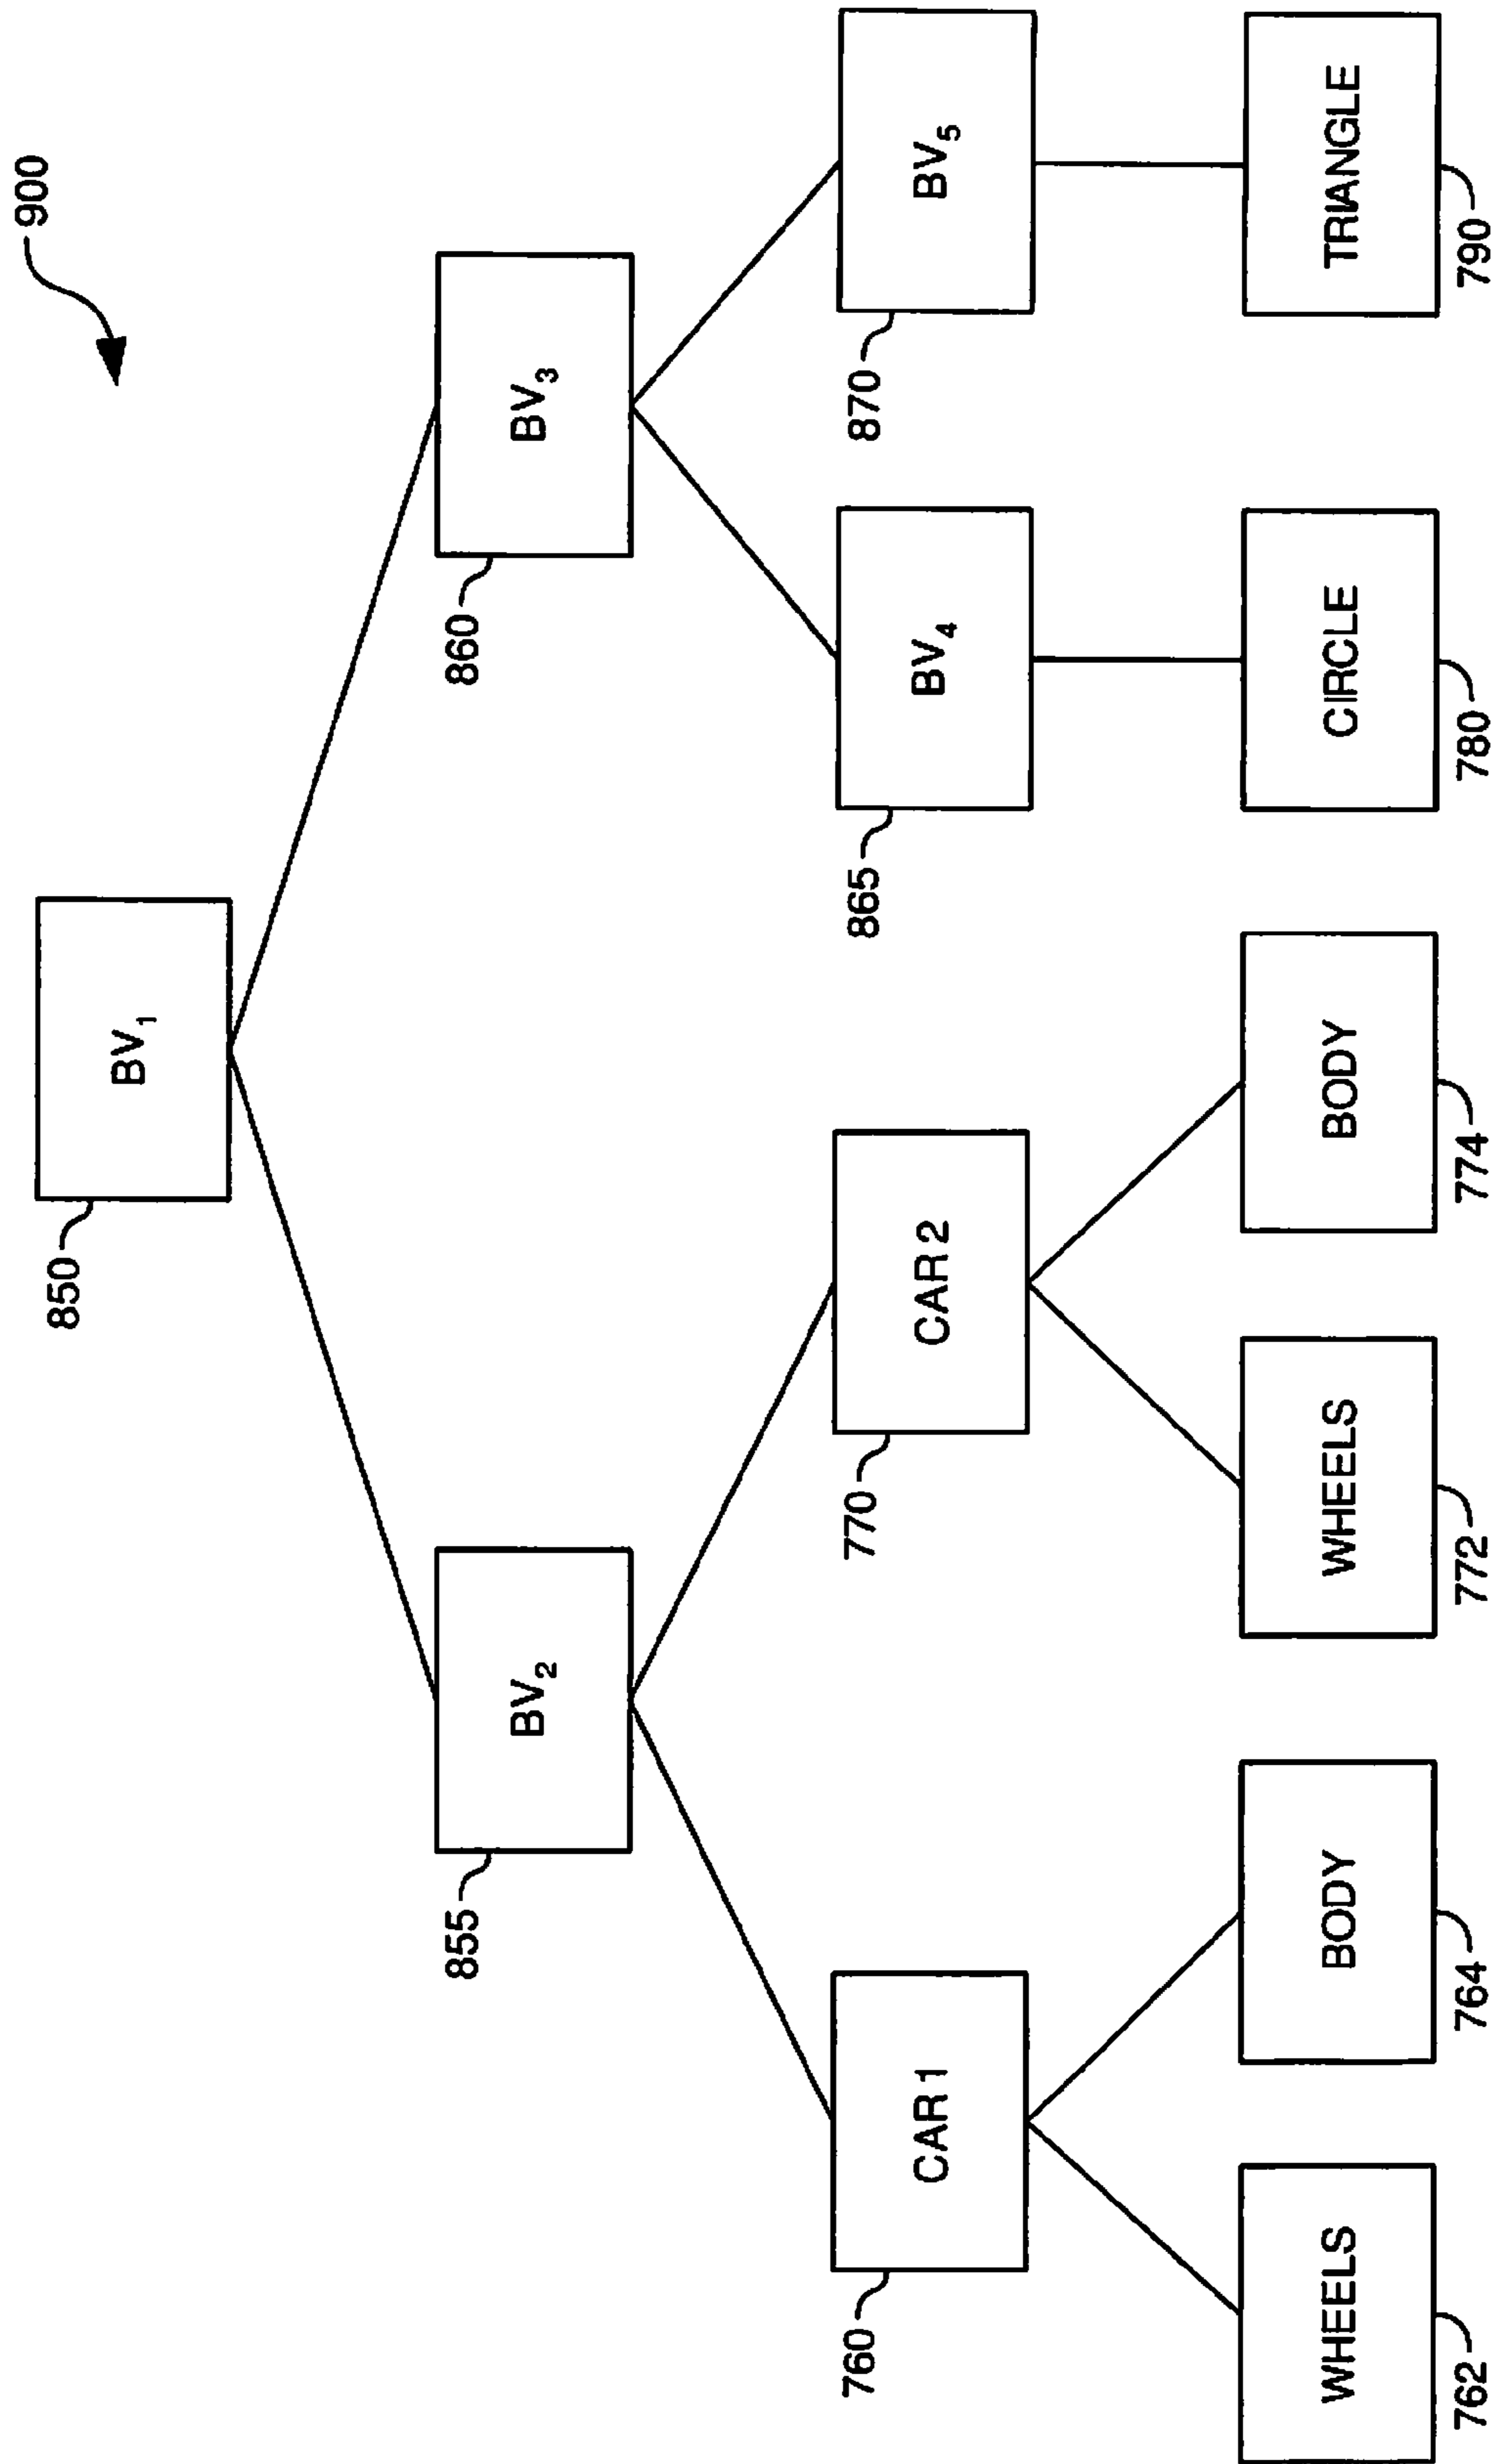 900
BV1
850
BV2
855
BV3
860
CAR 1
760
CAR 2
770
BV4
865
BV5
870
WHEELS
762
BODY
764
WHEELS
772
BODY
774
CIRCLE
780
TRIANGLE
790